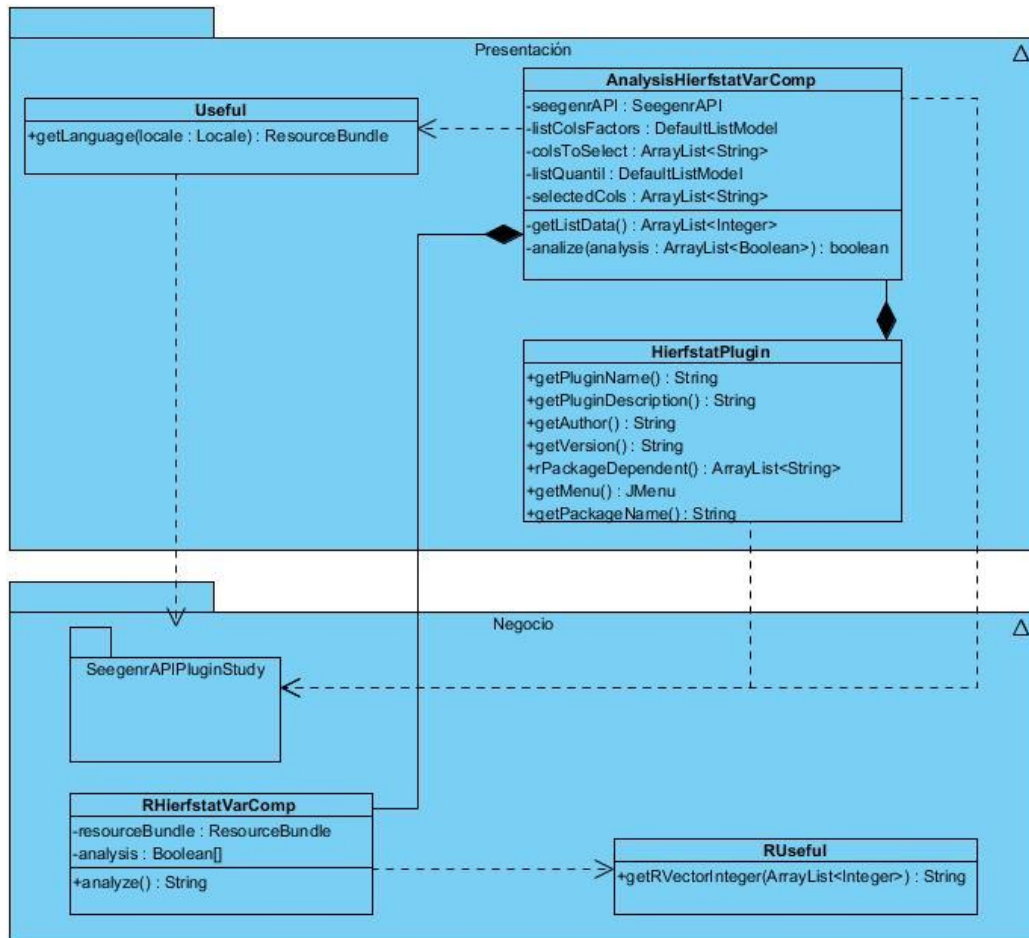 Presentación
Useful
+getLanguage(locale : Locale) : ResourceBundle
AnalysisHierfstatVarComp
-seegenrAPI : SeegenrAPI
-listColsFactors : DefaultListModel
-colsToSelect : ArrayList<String>
-listQuantil : DefaultListModel
-selectedCols : ArrayList<String>
-getListData() : ArrayList<Integer>
-analize(analysis : ArrayList<Boolean>) : boolean
HierfstatPlugin
+getPluginName() : String
+getPluginDescription() : String
+getAuthor() : String
+getVersion() : String
+rPackageDependent() : ArrayList<String>
+getMenu() : JMenu
+getPackageName() : String
Negocio
SeegenrAPIPluginStudy
RHierfstatVarComp
-resourceBundle : ResourceBundle
-analysis : Boolean[]
+analyze() : String
RUseful
+getRVectorInteger(ArrayList<Integer>) : String